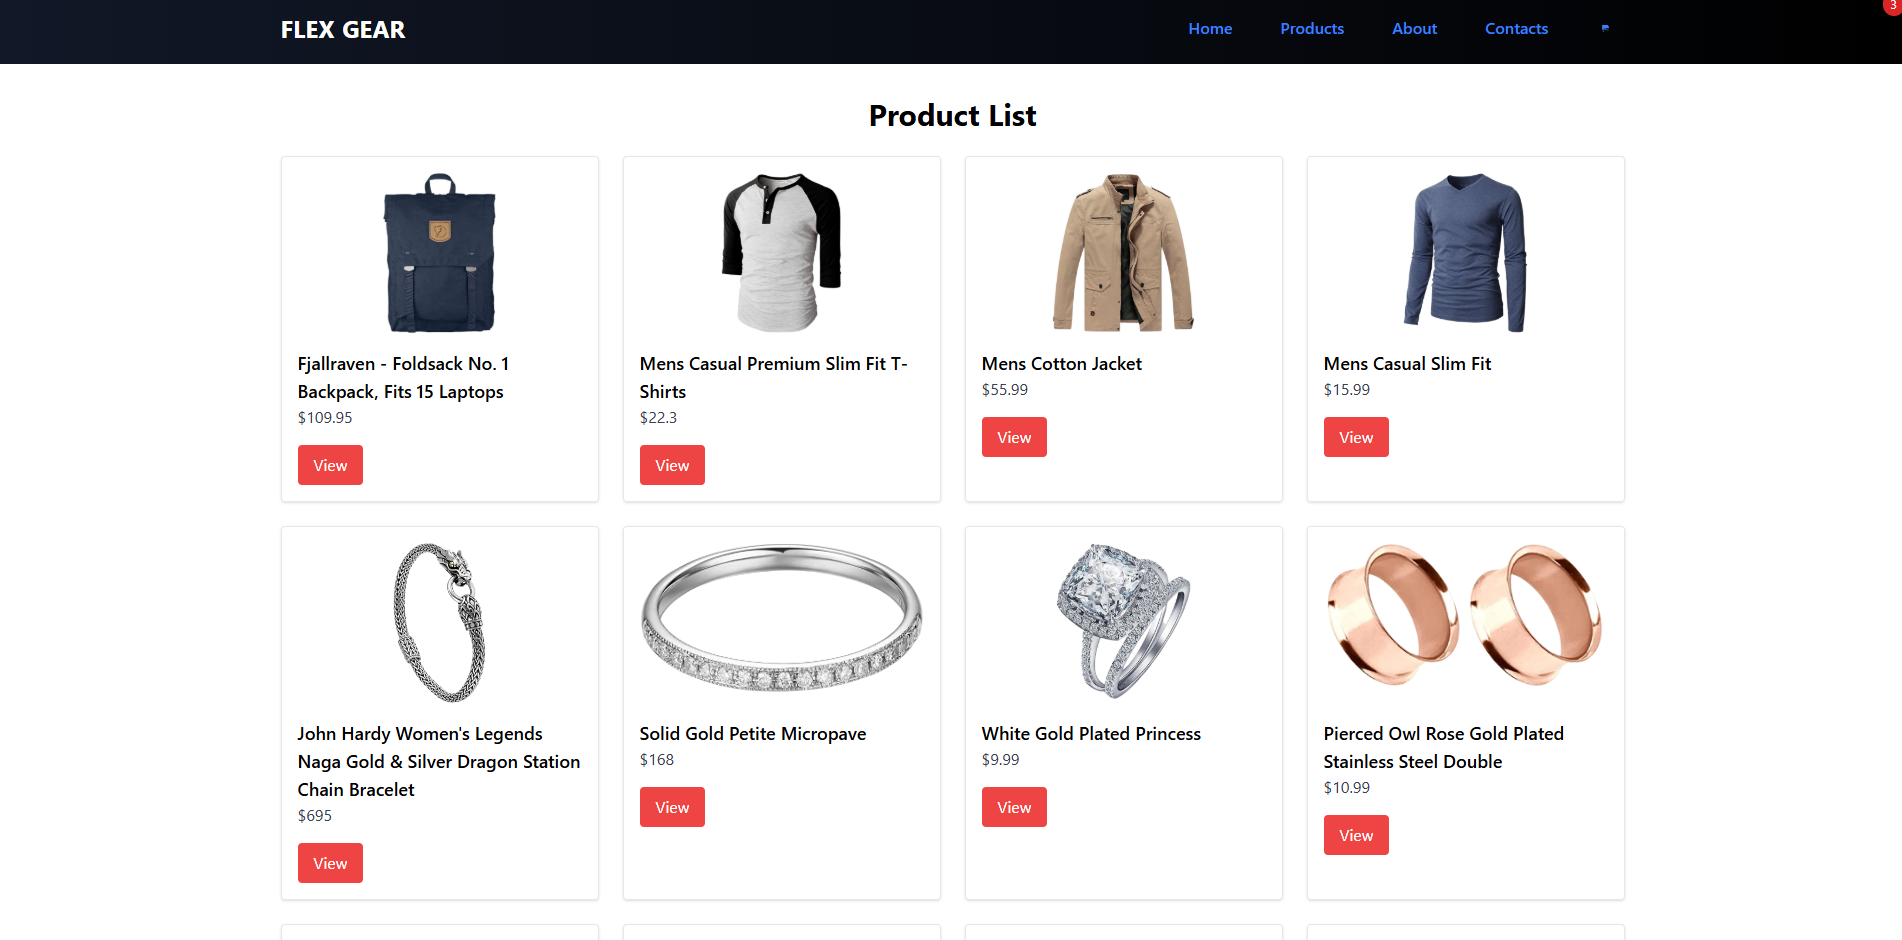 FLEX GEAR
Home Products About Contacts
3
Product List
Fjallraven - Foldsack No. 1
Backpack, Fits 15 Laptops
$109.95
View
Mens Casual Premium Slim Fit T-
Shirts
$22.3
View
Mens Cotton Jacket
$55.99
View
Mens Casual Slim Fit
$15.99
View
John Hardy Women's Legends
Naga Gold & Silver Dragon Station
Chain Bracelet
$695
View
Solid Gold Petite Micropave
$168
View
White Gold Plated Princess
$9.99
View
Pierced Owl Rose Gold Plated
Stainless Steel Double
$10.99
View